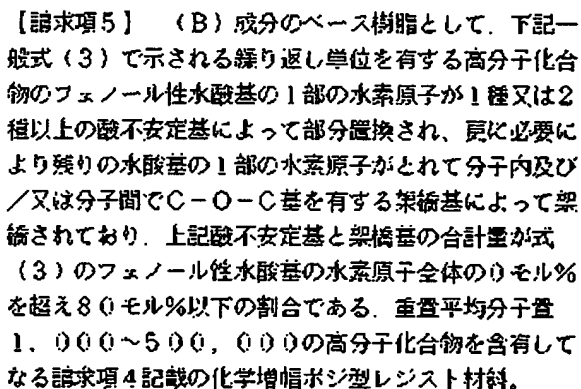 【請求項5】　（B）成分のベース樹脂として、下記一
般式（3）で示される繰り返し単位を有する高分子化合
物のフェノール性水酸基の1部の水素原子が1種又は2
種以上の酸不安定基によって部分置換され、更に必要に
より残りの水酸基の1部の水素原子がとれて分子内及び
／又は分子間でC－O－C基を有する架橋基によって架
橋されており、上記酸不安定基と架橋基の合計量が式
（3）のフェノール性水酸基の水素原子全体の0モル%
を超え80モル%以下の割合である、重量平均分子量
1，000～500，000の高分子化合物を含有して
なる請求項4記載の化学増幅ポジ型レジスト材料。